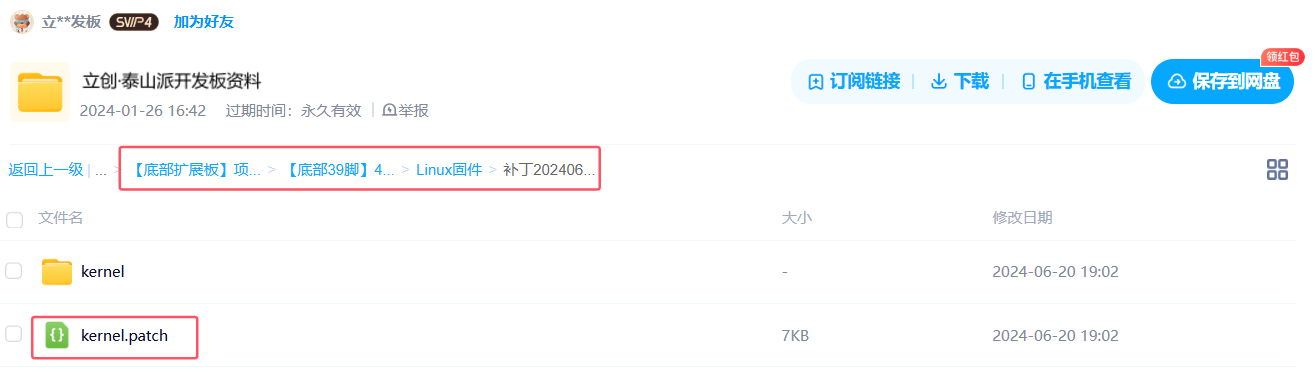 立**发板 SVIP4 加为好友
领红包
立创·泰山派开发板资料 订阅链接 下载 在手机查看 保存到网盘
2024-01-26 16:42 过期时间：永久有效 举报
返回上一级 | ... > 【底部扩展板】项... > 【底部39脚】4... > Linux固件 > 补丁202406...
文件名 大小 修改日期
kernel - 2024-06-20 19:02
kernel.patch 7KB 2024-06-20 19:02